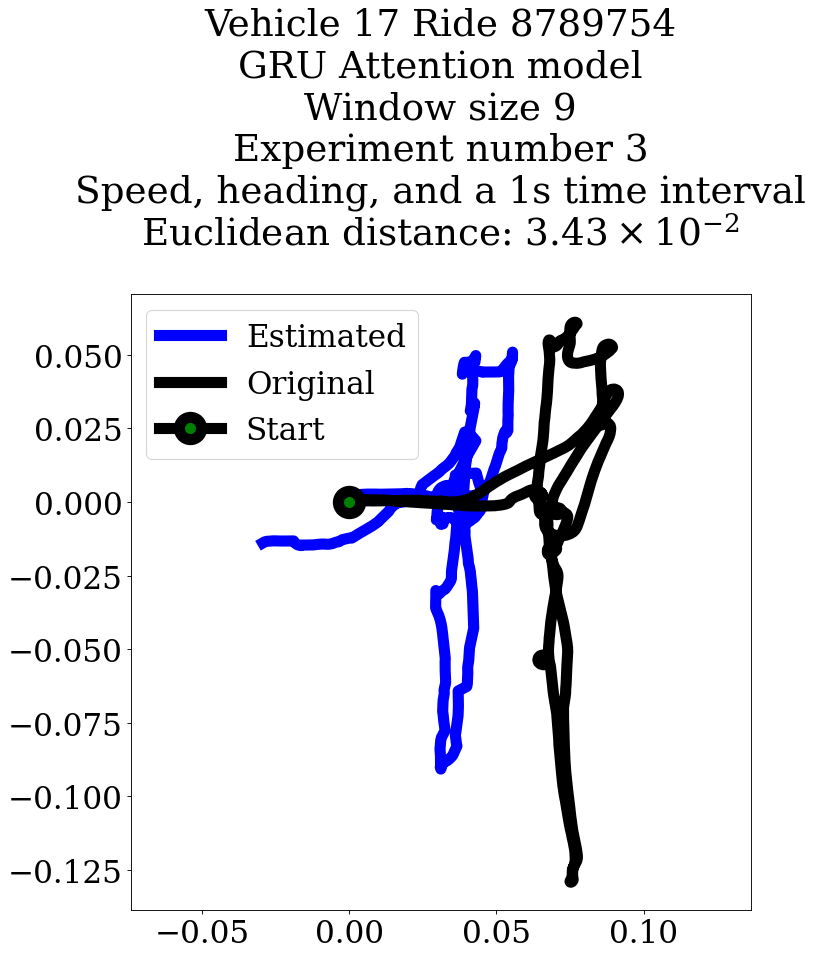 Vehicle 17 Ride 8789754
GRU Attention model
Window size 9
Experiment number 3
Speed, heading, and a 1s time interval
Euclidean distance: 3.43 × 10⁻²
Estimated
Original
Start
0.050
0.025
0.000
−0.025
−0.050
−0.075
−0.100
−0.125
−0.05 0.00 0.05 0.10